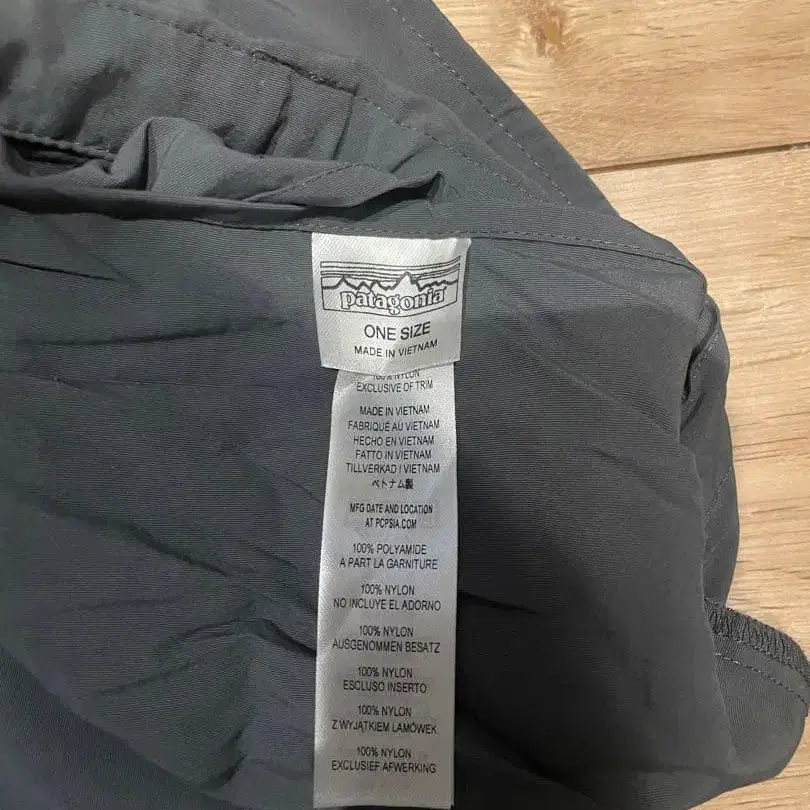 patagonia
ONE SIZE
MADE IN VIETNAM
100% NYLON
EXCLUSIVE OF TRIM
MADE IN VIETNAM
FABRIQUÉ AU VIETNAM
HECHO EN VIETNAM
FATTO IN VIETNAM
TILLVERKAD I VIETNAM
ベトナム製
MFG DATE AND LOCATION
AT PCPSIA.COM
100% POLYAMIDE
A PART LA GARNITURE
100% NYLON
NO INCLUYE EL ADORNO
100% NYLON
AUSGENOMMEN BESATZ
100% NYLON
ESCLUSO INSERTO
100% NYLON
Z WYJĄTKIEM LAMÓWEK
100% NYLON
EXCLUSIEF AFWERKING